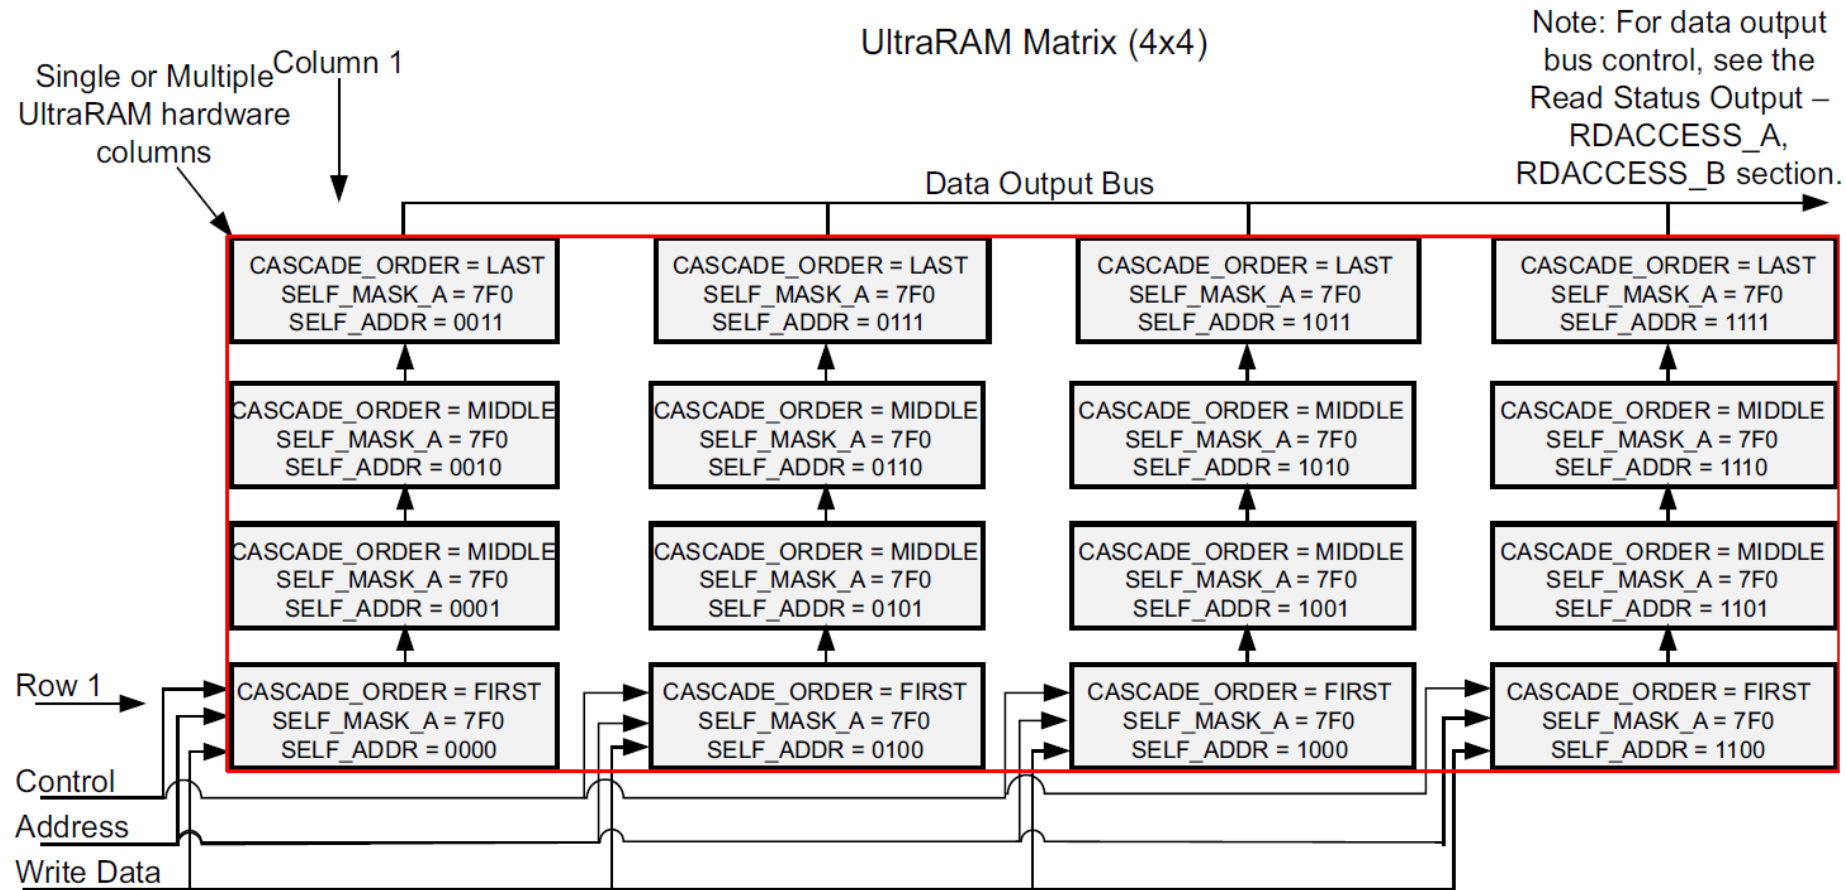 UltraRAM Matrix (4x4)
Note: For data output
bus control, see the
Read Status Output –
RDACCESS_A,
RDACCESS_B section.
Column 1
Single or Multiple
UltraRAM hardware
columns
Data Output Bus
CASCADE_ORDER = LAST
SELF_MASK_A = 7F0
SELF_ADDR = 0011
CASCADE_ORDER = LAST
SELF_MASK_A = 7F0
SELF_ADDR = 0111
CASCADE_ORDER = LAST
SELF_MASK_A = 7F0
SELF_ADDR = 1011
CASCADE_ORDER = LAST
SELF_MASK_A = 7F0
SELF_ADDR = 1111
CASCADE_ORDER = MIDDLE
SELF_MASK_A = 7F0
SELF_ADDR = 0010
CASCADE_ORDER = MIDDLE
SELF_MASK_A = 7F0
SELF_ADDR = 0110
CASCADE_ORDER = MIDDLE
SELF_MASK_A = 7F0
SELF_ADDR = 1010
CASCADE_ORDER = MIDDLE
SELF_MASK_A = 7F0
SELF_ADDR = 1110
CASCADE_ORDER = MIDDLE
SELF_MASK_A = 7F0
SELF_ADDR = 0001
CASCADE_ORDER = MIDDLE
SELF_MASK_A = 7F0
SELF_ADDR = 0101
CASCADE_ORDER = MIDDLE
SELF_MASK_A = 7F0
SELF_ADDR = 1001
CASCADE_ORDER = MIDDLE
SELF_MASK_A = 7F0
SELF_ADDR = 1101
Row 1
CASCADE_ORDER = FIRST
SELF_MASK_A = 7F0
SELF_ADDR = 0000
CASCADE_ORDER = FIRST
SELF_MASK_A = 7F0
SELF_ADDR = 0100
CASCADE_ORDER = FIRST
SELF_MASK_A = 7F0
SELF_ADDR = 1000
CASCADE_ORDER = FIRST
SELF_MASK_A = 7F0
SELF_ADDR = 1100
Control
Address
Write Data